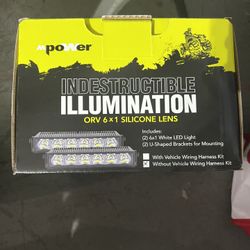 mpower
INDESTRUCTIBLE
ILLUMINATION
ORV 6×1 SILICONE LENS
Includes:
(2) 6x1 White LED Light
(2) U-Shaped Brackets for Mounting
With Vehicle Wiring Harness Kit
Without Vehicle Wiring Harness Kit